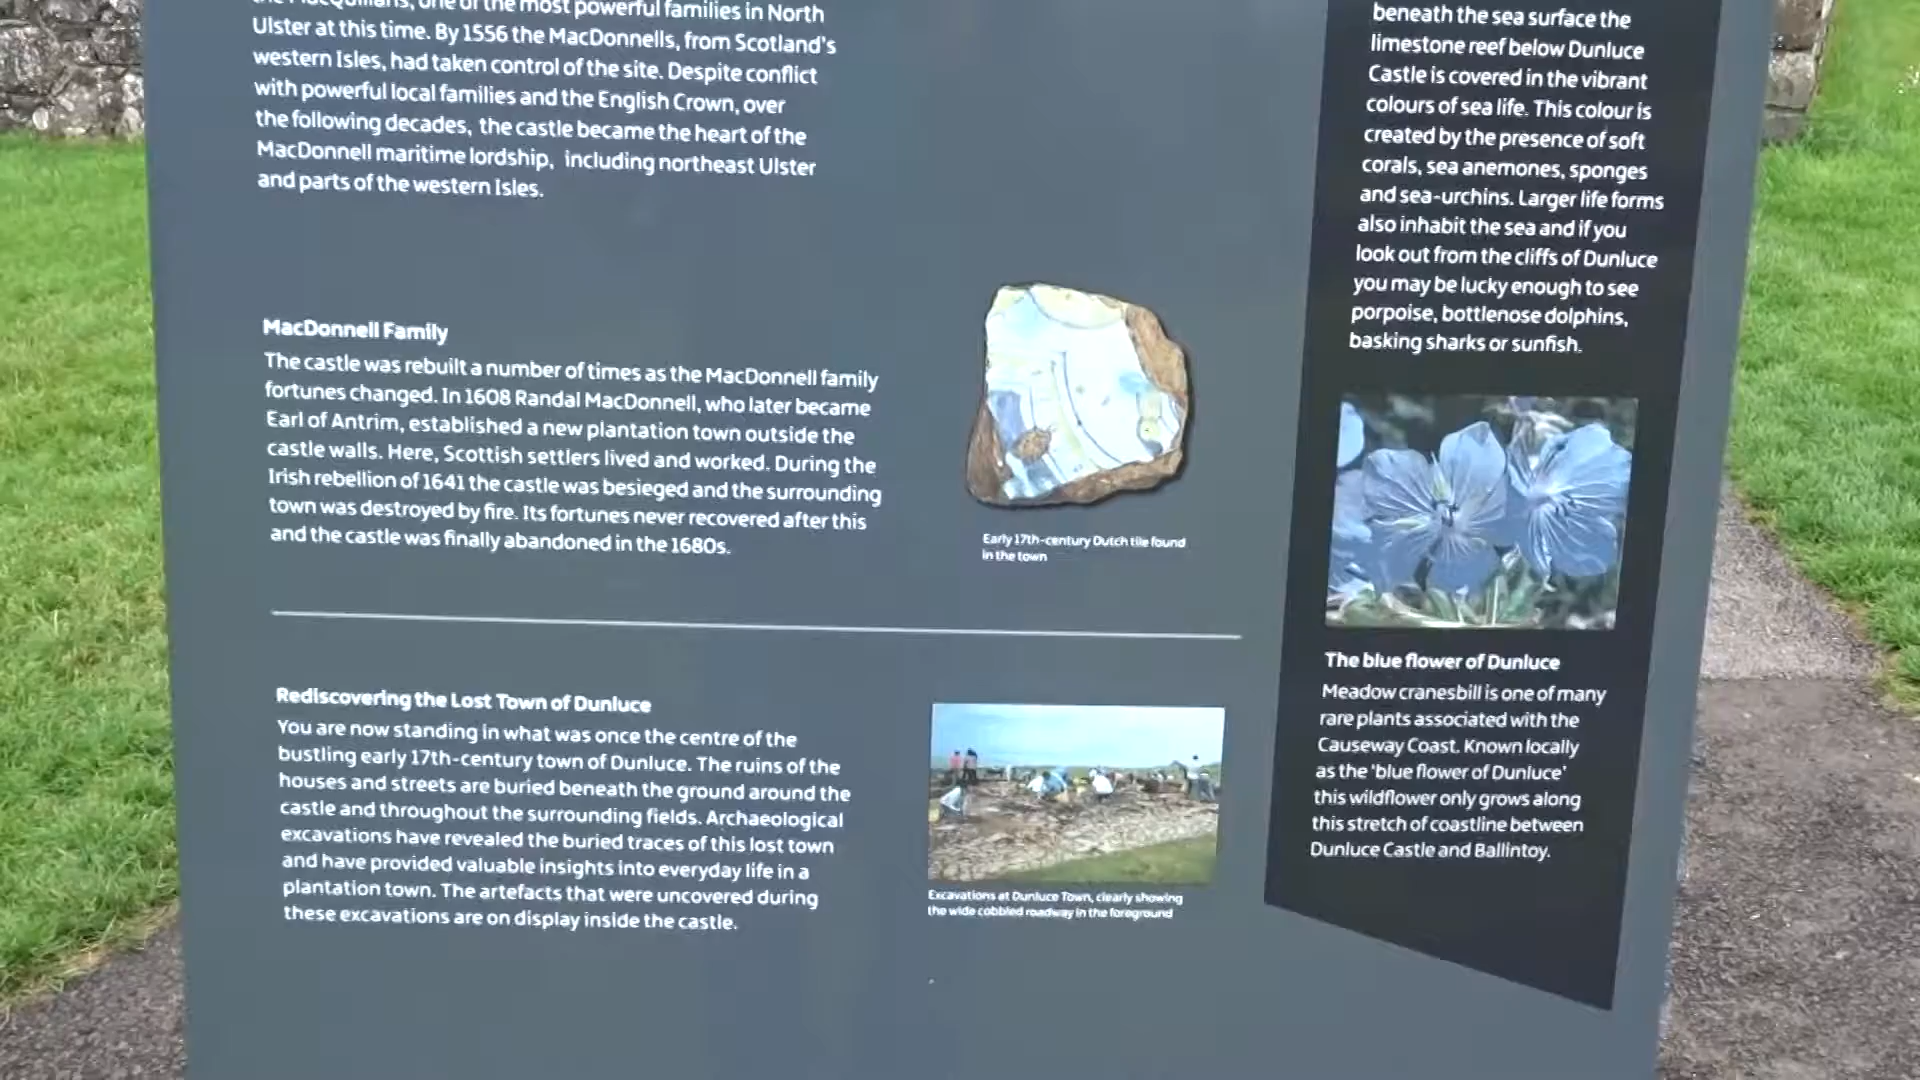 the MacQuillans, one of the most powerful families in North
Ulster at this time. By 1556 the MacDonnells, from Scotland's
western Isles, had taken control of the site. Despite conflict
with powerful local families and the English Crown, over
the following decades, the castle became the heart of the
MacDonnell maritime lordship, including northeast Ulster
and parts of the western Isles.
MacDonnell Family
The castle was rebuilt a number of times as the MacDonnell family
fortunes changed. In 1608 Randal MacDonnell, who later became
Earl of Antrim, established a new plantation town outside the
castle walls. Here, Scottish settlers lived and worked. During the
Irish rebellion of 1641 the castle was besieged and the surrounding
town was destroyed by fire. Its fortunes never recovered after this
and the castle was finally abandoned in the 1680s.
Early 17th-century Dutch tile found
in the town
Rediscovering the Lost Town of Dunluce
You are now standing in what was once the centre of the
bustling early 17th-century town of Dunluce. The ruins of the
houses and streets are buried beneath the ground around the
castle and throughout the surrounding fields. Archaeological
excavations have revealed the buried traces of this lost town
and have provided valuable insights into everyday life in a
plantation town. The artefacts that were uncovered during
these excavations are on display inside the castle.
Excavations at Dunluce Town, clearly showing
the wide cobbled roadway in the foreground
beneath the sea surface the
limestone reef below Dunluce
Castle is covered in the vibrant
colours of sea life. This colour is
created by the presence of soft
corals, sea anemones, sponges
and sea-urchins. Larger life forms
also inhabit the sea and if you
look out from the cliffs of Dunluce
you may be lucky enough to see
porpoise, bottlenose dolphins,
basking sharks or sunfish.
The blue flower of Dunluce
Meadow cranesbill is one of many
rare plants associated with the
Causeway Coast. Known locally
as the 'blue flower of Dunluce'
this wildflower only grows along
this stretch of coastline between
Dunluce Castle and Ballintoy.